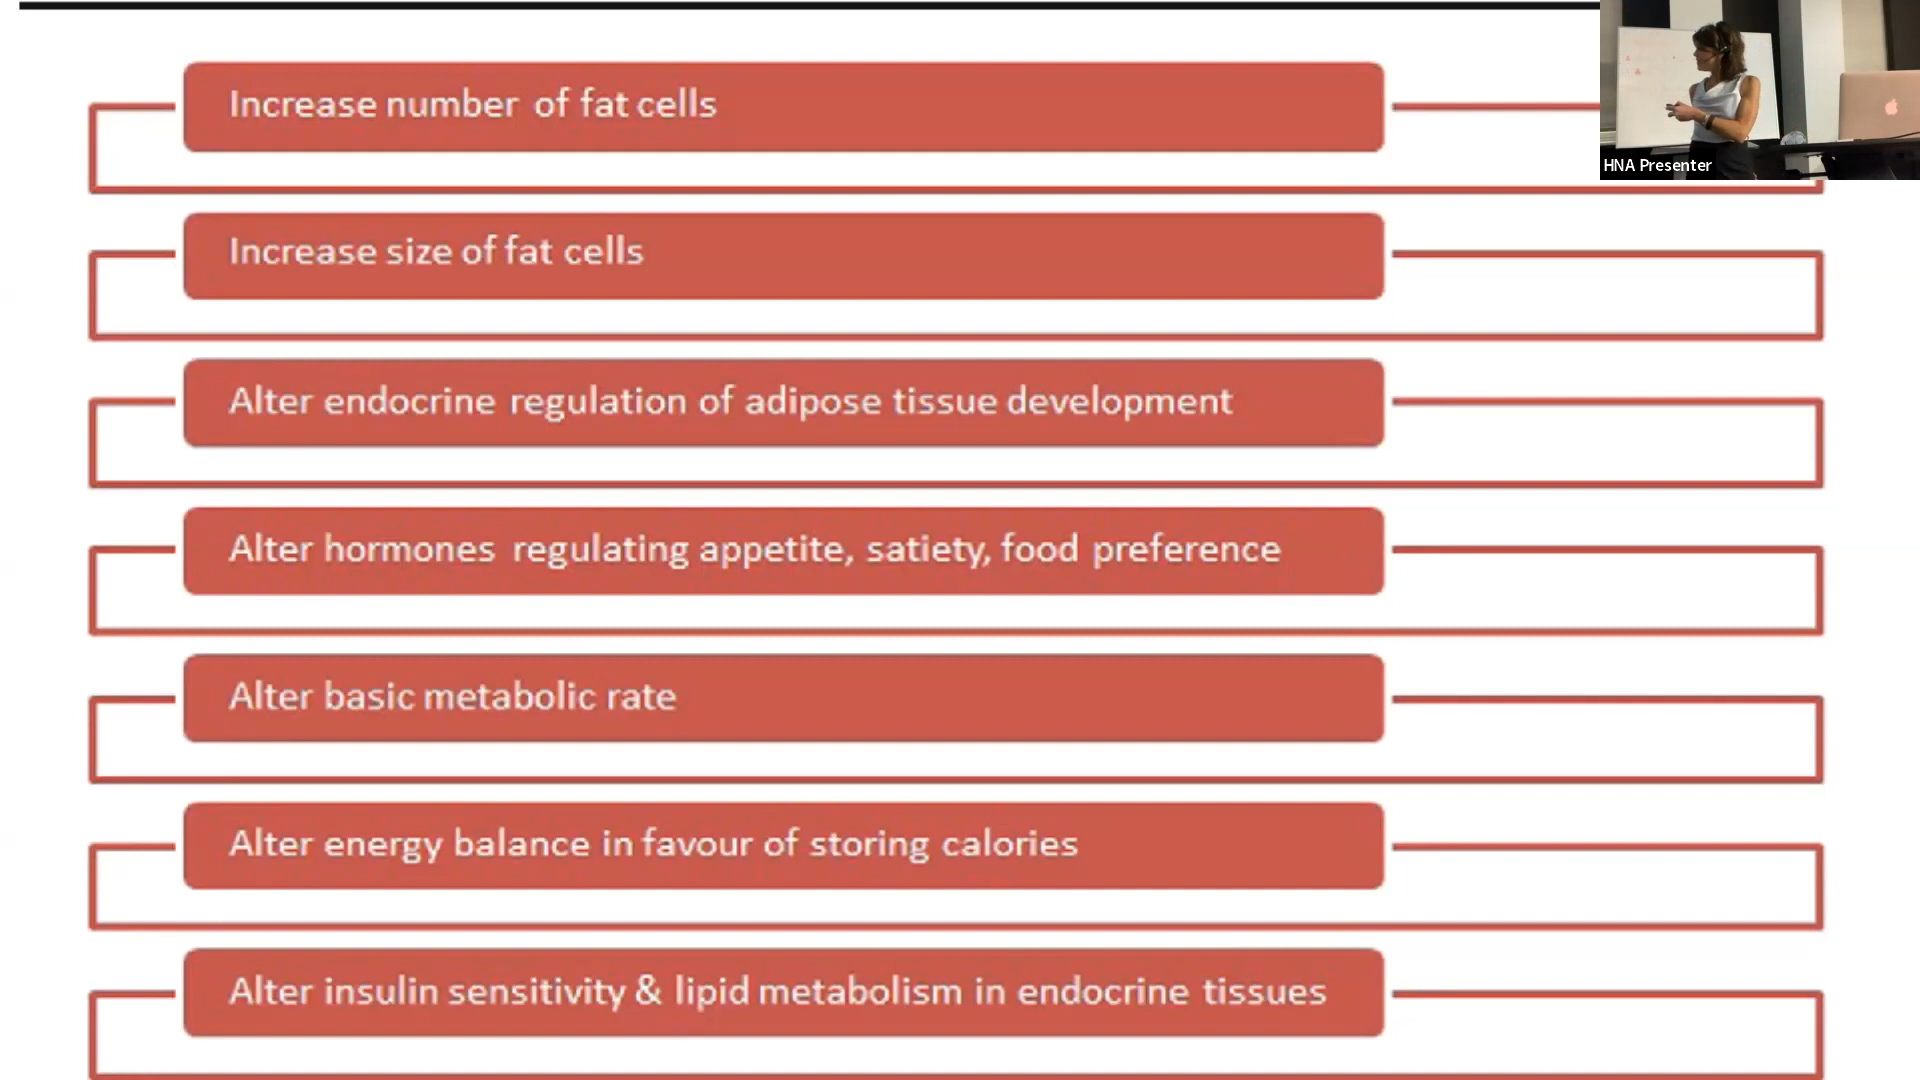 Increase number of fat cells
HNA Presenter
Increase size of fat cells
Alter endocrine regulation of adipose tissue development
Alter hormones regulating appetite, satiety, food preference
Alter basic metabolic rate
Alter energy balance in favour of storing calories
Alter insulin sensitivity & lipid metabolism in endocrine tissues